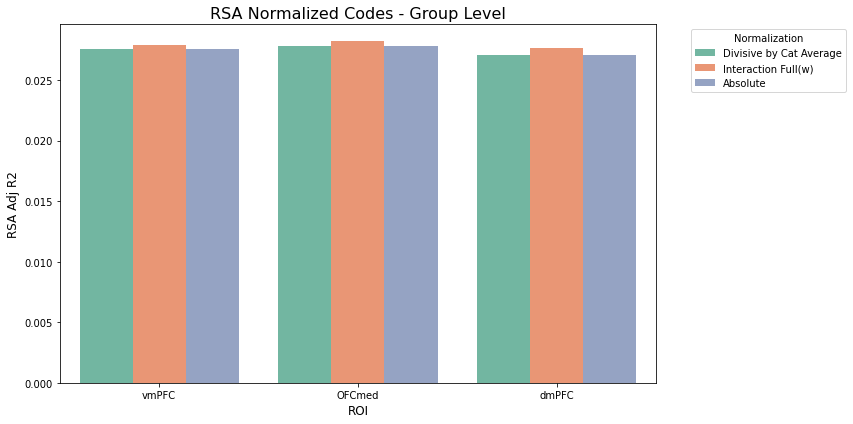 RSA Normalized Codes - Group Level
Normalization
Divisive by Cat Average
Interaction Full(w)
Absolute
RSA Adj R2
0.025
0.020
0.015
0.010
0.005
0.000
vmPFC
OFCmed
dmPFC
ROI